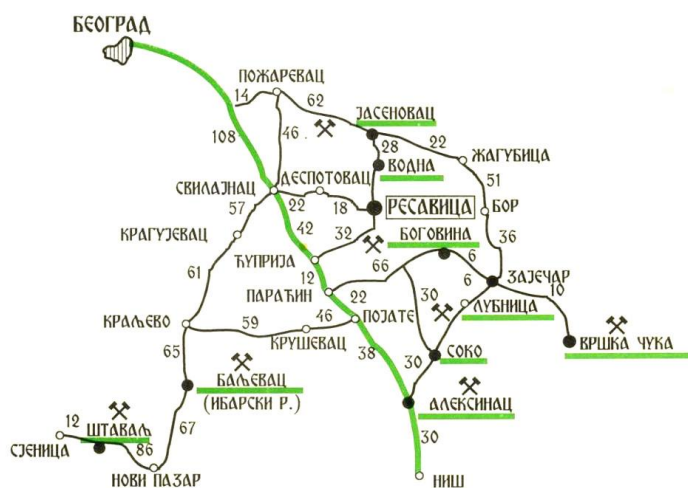 БЕОГРАД
ПОЖАРЕВАЦ
14
62
ЈАСЕНОВАЦ
108
46
28
22
ЖАГУБИЦА
ВОДНА
ДЕСПОТОВАЦ
51
СВИЛАЈНАЦ
22
18
РЕСАВИЦА
БОР
57
42
32
БОГОВИНА
36
КРАГУЈЕВАЦ
ЋУПРИЈА
66
6
ЗАЈЕЧАР
61
12
10
ПАРАЋИН
22
30
6
ЛУБНИЦА
КРАЉЕВО
59
46
ПОЈАТЕ
КРУШЕВАЦ
38
30
СОКО
ВРШКА ЧУКА
65
БАЉЕВАЦ
(ИБАРСКИ Р.)
АЛЕКСИНАЦ
12
ШТАВАЉ
67
30
СЈЕНИЦА
86
НОВИ ПАЗАР
НИШ